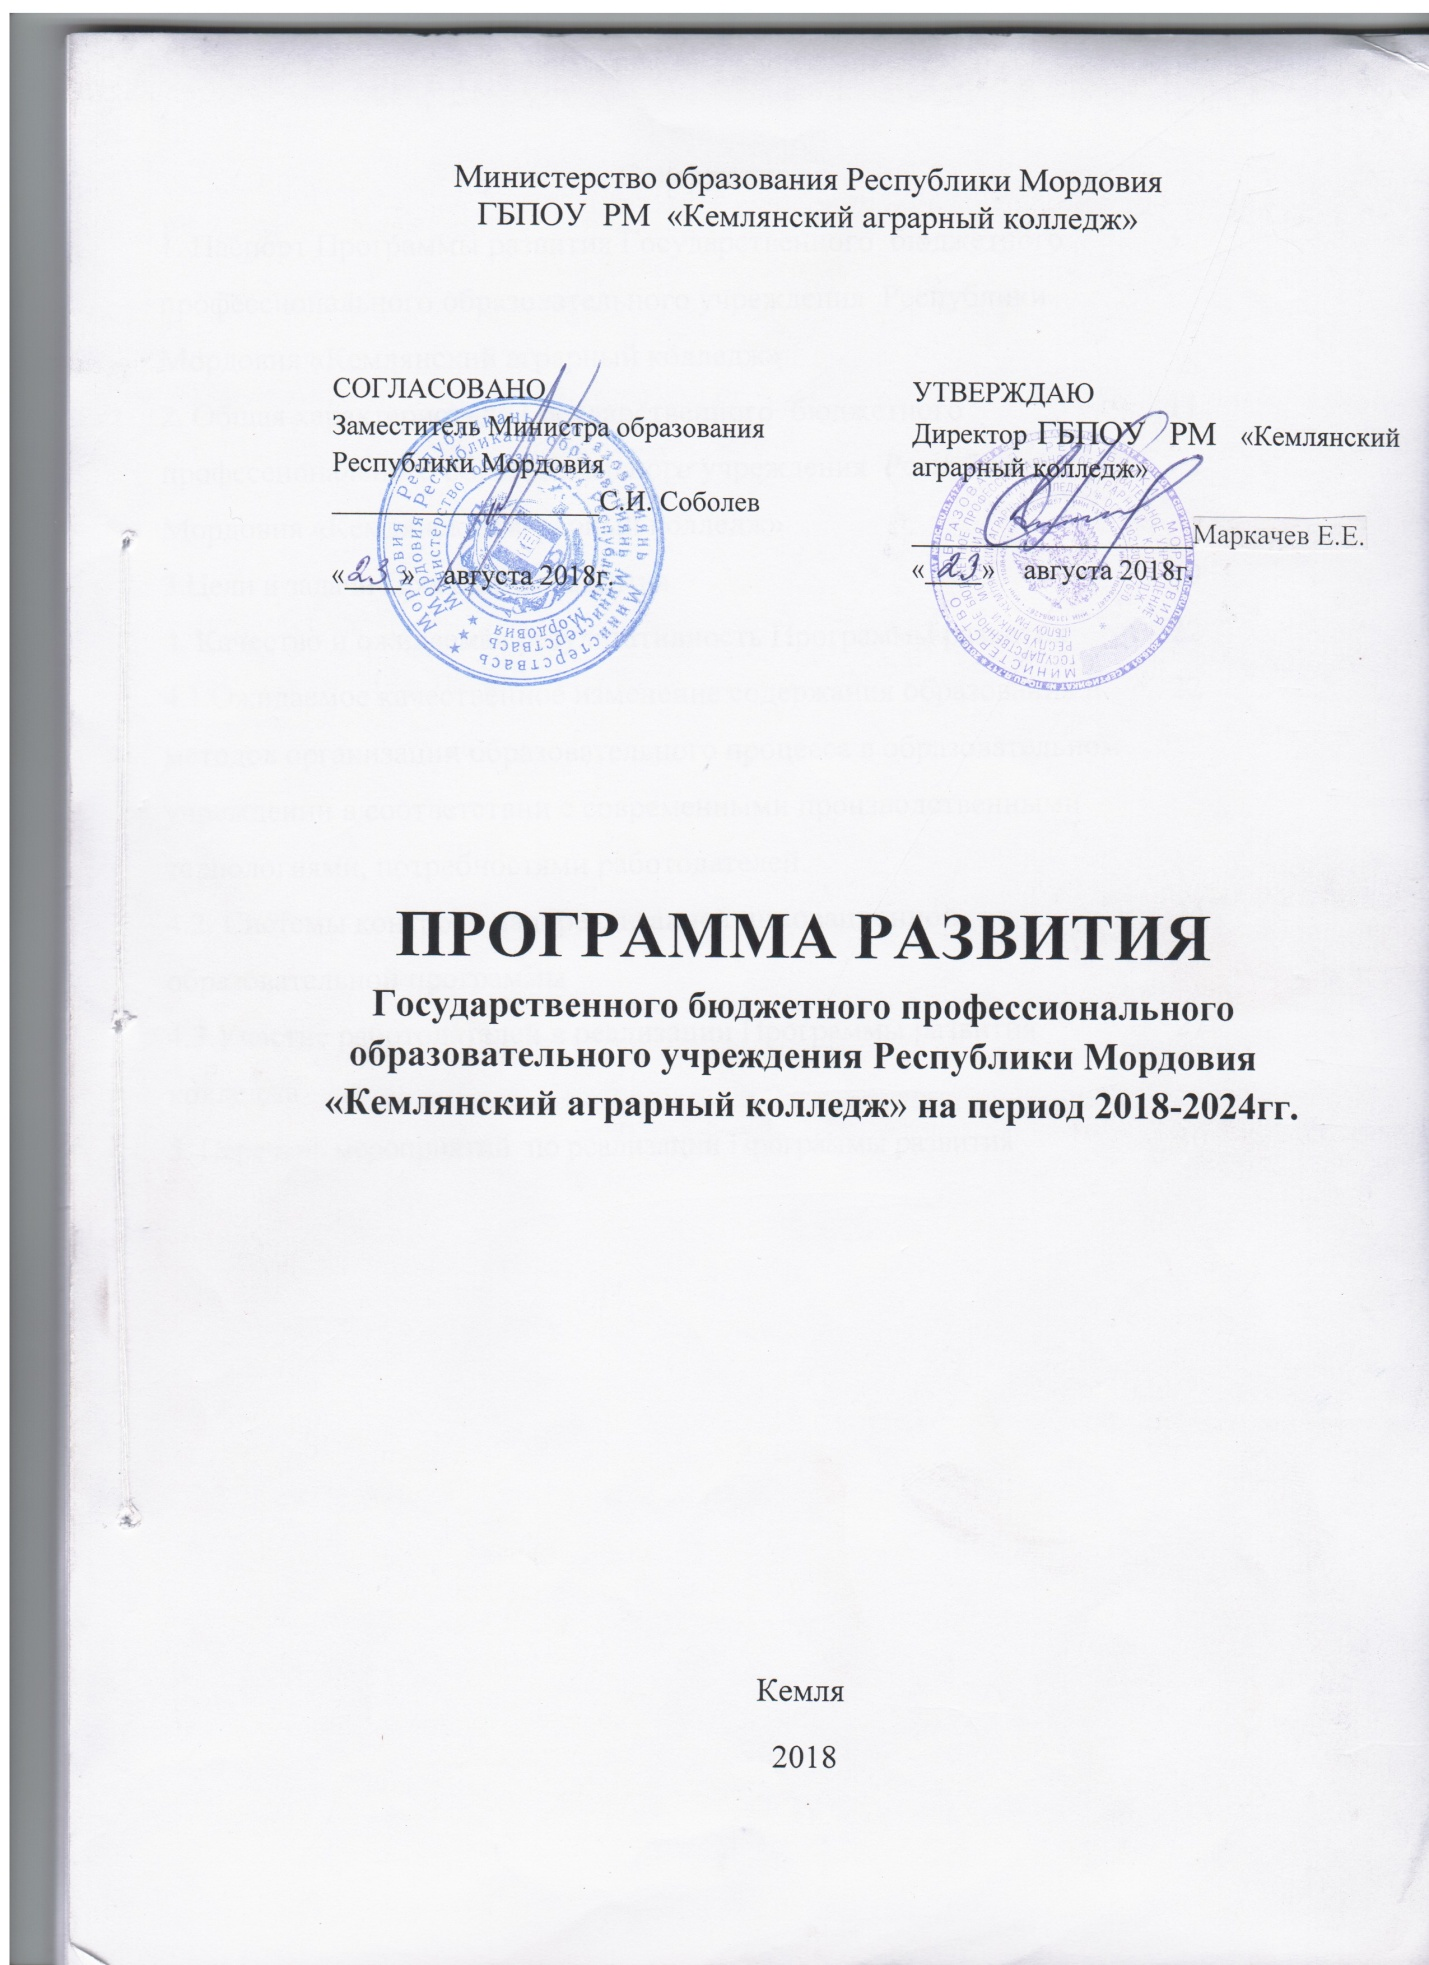 Министерство образования Республики Мордовия
ГБПОУ РМ «Кемлянский аграрный колледж»
СОГЛАСОВАНО
Заместитель Министра образования
Республики Мордовия
С.И. Соболев
«23» августа 2018г.
УТВЕРЖДАЮ
Директор ГБПОУ РМ «Кемлянский
аграрный колледж»
Маркачев Е.Е.
«23» августа 2018г.
ПРОГРАММА РАЗВИТИЯ
Государственного бюджетного профессионального
образовательного учреждения Республики Мордовия
«Кемлянский аграрный колледж» на период 2018-2024гг.
Кемля
2018